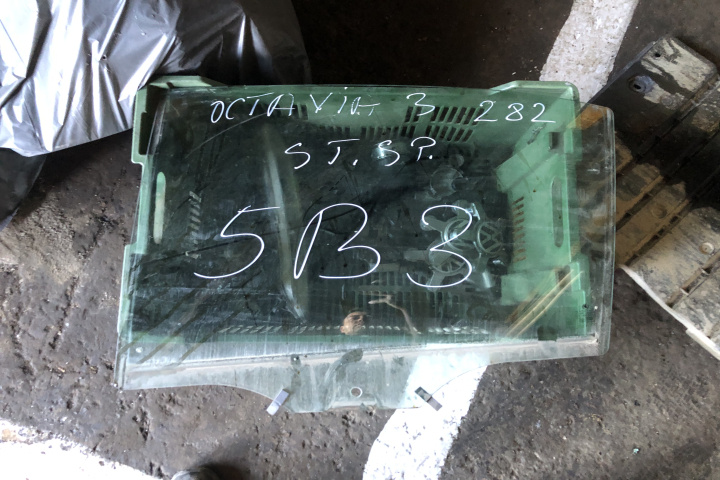 OCTAVIA 3 282
ST. SP.
5B3